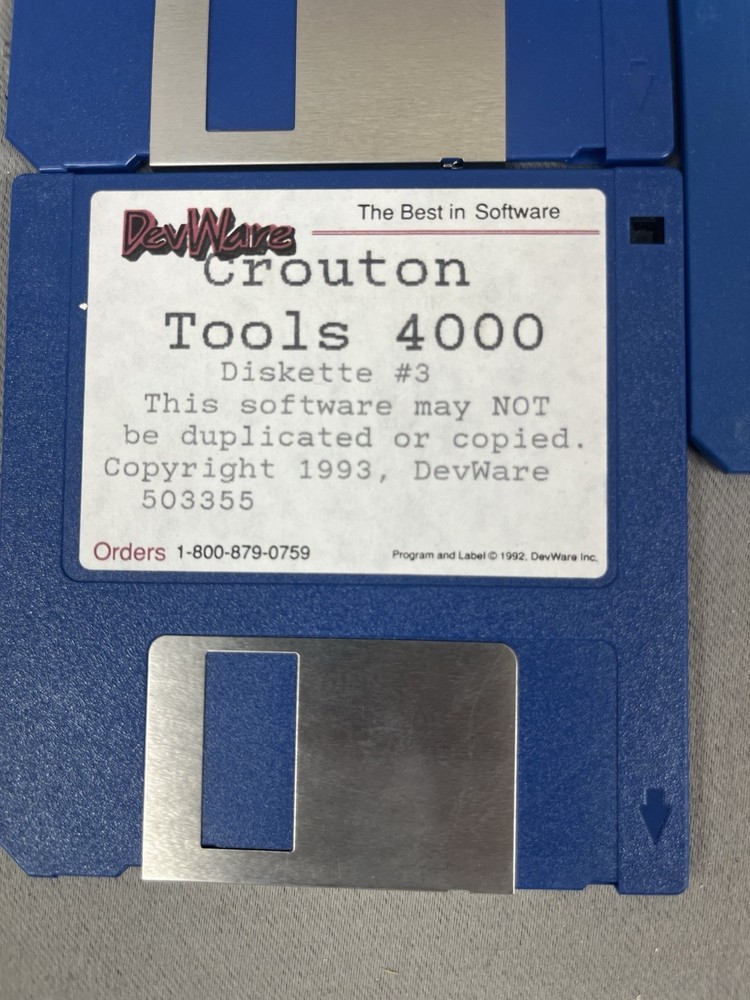 DevWare
The Best in Software
Crouton
Tools 4000
Diskette #3
This software may NOT
be duplicated or copied.
Copyright 1993, DevWare
503355
Orders 1-800-879-0759
Program and Label © 1992, DevWare Inc.